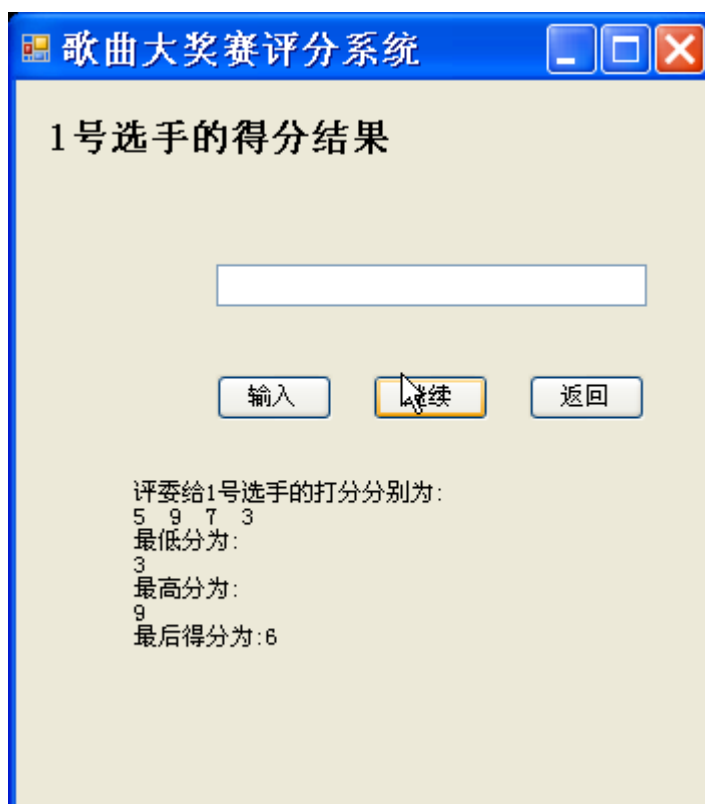 歌曲大奖赛评分系统
1号选手的得分结果
输入 继续 返回
评委给1号选手的打分分别为:
5 9 7 3
最低分为:
3
最高分为:
9
最后得分为:6